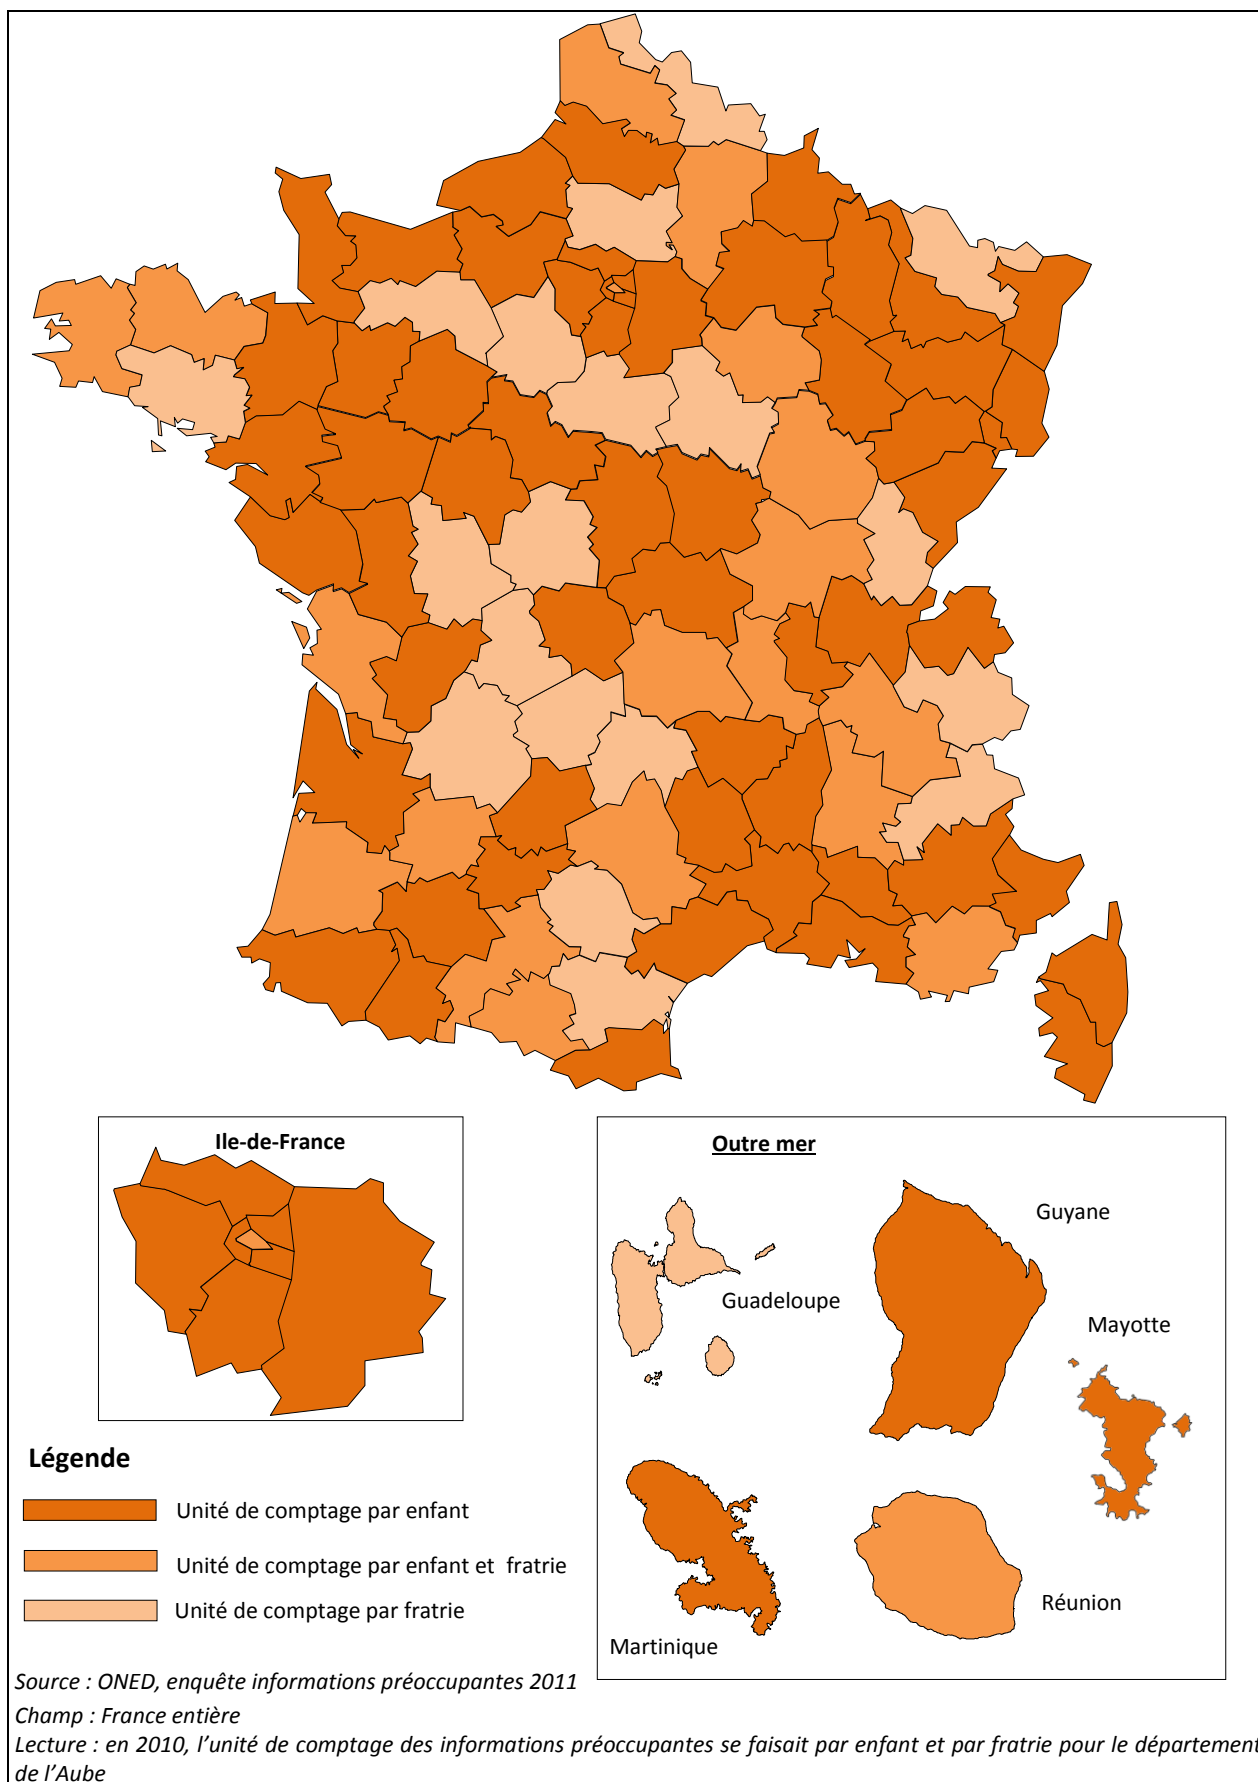 Ile-de-France
Outre mer
Guyane
Guadeloupe
Mayotte
Martinique
Réunion
Légende
Unité de comptage par enfant
Unité de comptage par enfant et fratrie
Unité de comptage par fratrie
Source : ONED, enquête informations préoccupantes 2011
Champ : France entière
Lecture : en 2010, l’unité de comptage des informations préoccupantes se faisait par enfant et par fratrie pour le département
de l’Aube